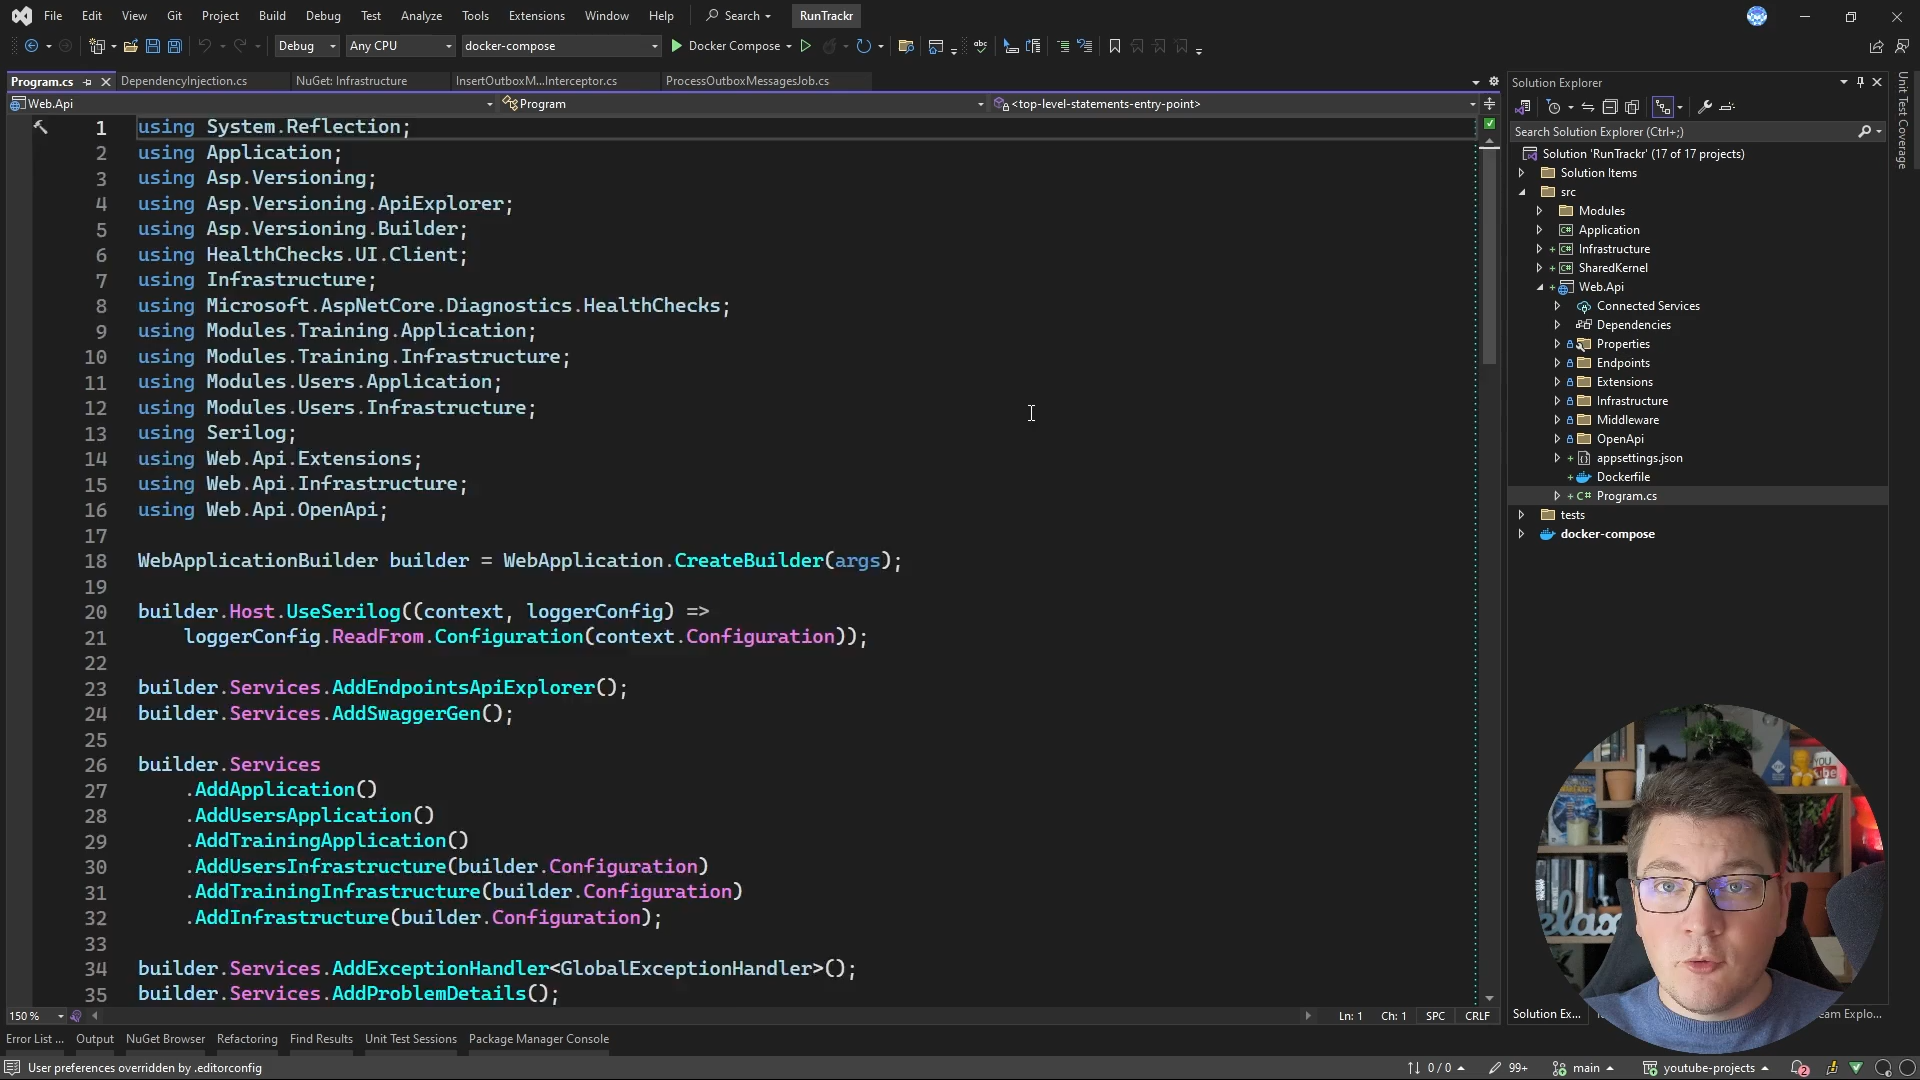 File Edit View Git Project Build Debug Test Analyze Tools Extensions Window Help Search RunTrackr
Debug Any CPU docker-compose Docker Compose
Program.cs DependencyInjection.cs NuGet: Infrastructure InsertOutboxM...Interceptor.cs ProcessOutboxMessagesJob.cs
Web.Api Program <top-level-statements-entry-point>
1 using System.Reflection;
2 using Application;
3 using Asp.Versioning;
4 using Asp.Versioning.ApiExplorer;
5 using Asp.Versioning.Builder;
6 using HealthChecks.UI.Client;
7 using Infrastructure;
8 using Microsoft.AspNetCore.Diagnostics.HealthChecks;
9 using Modules.Training.Application;
10 using Modules.Training.Infrastructure;
11 using Modules.Users.Application;
12 using Modules.Users.Infrastructure;
13 using Serilog;
14 using Web.Api.Extensions;
15 using Web.Api.Infrastructure;
16 using Web.Api.OpenApi;
17
18 WebApplicationBuilder builder = WebApplication.CreateBuilder(args);
19
20 builder.Host.UseSerilog((context, loggerConfig) =>
21 loggerConfig.ReadFrom.Configuration(context.Configuration));
22
23 builder.Services.AddEndpointsApiExplorer();
24 builder.Services.AddSwaggerGen();
25
26 builder.Services
27 .AddApplication()
28 .AddUsersApplication()
29 .AddTrainingApplication()
30 .AddUsersInfrastructure(builder.Configuration)
31 .AddTrainingInfrastructure(builder.Configuration)
32 .AddInfrastructure(builder.Configuration);
33
34 builder.Services.AddExceptionHandler<GlobalExceptionHandler>();
35 builder.Services.AddProblemDetails();
150 % Ln: 1 Ch: 1 SPC CRLF
Error List ... Output NuGet Browser Refactoring Find Results Unit Test Sessions Package Manager Console
User preferences overridden by .editorconfig 0 / 0 99+ main youtube-projects 2
Solution Explorer
Search Solution Explorer (Ctrl+;)
Solution 'RunTrackr' (17 of 17 projects)
Solution Items
src
Modules
Application
Infrastructure
SharedKernel
Web.Api
Connected Services
Dependencies
Properties
Endpoints
Extensions
Infrastructure
Middleware
OpenApi
appsettings.json
Dockerfile
Program.cs
tests
docker-compose
Solution Ex... eam Explo...
Unit Test Coverage
YOU
Tube
relax